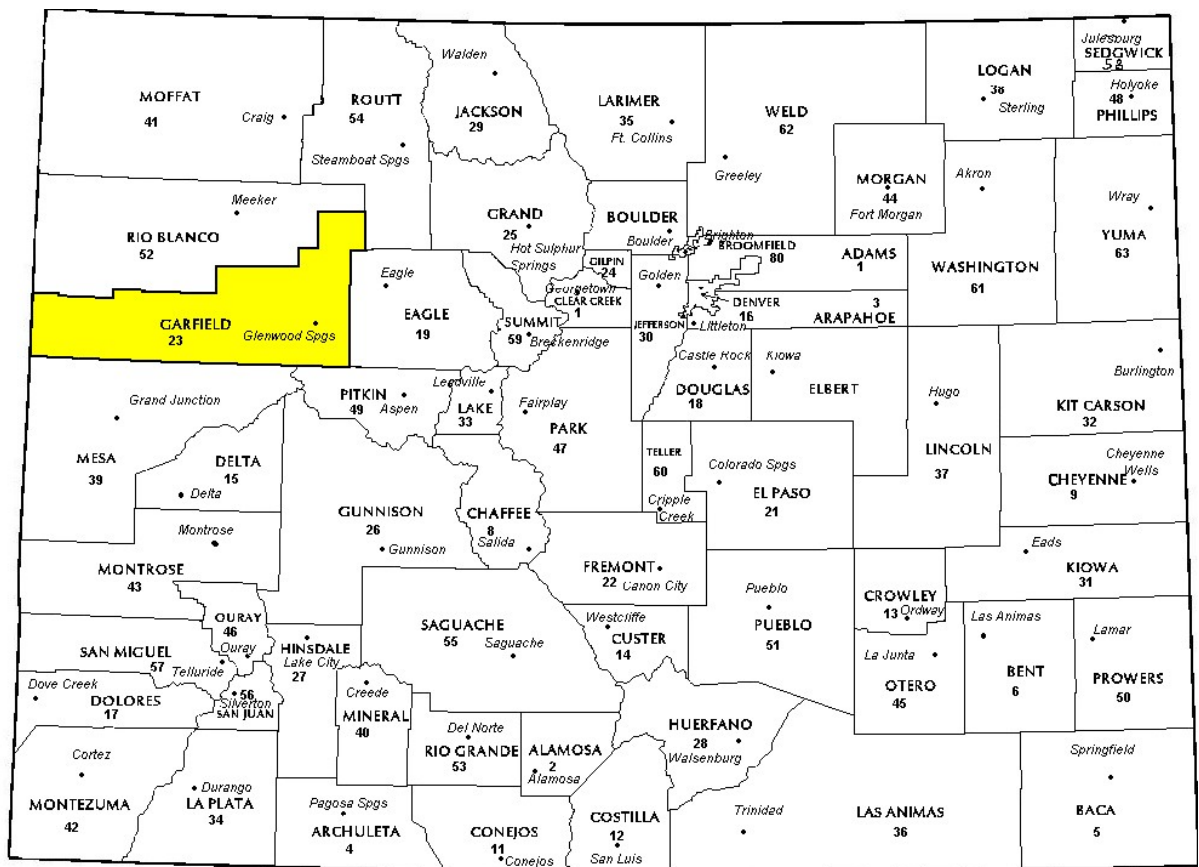 Walden
Julesburg
SEDGWICK
58
LOGAN
38
Sterling
Holyoke
48
PHILLIPS
MOFFAT
41
Craig
ROUTT
54
Steamboat Spgs
JACKSON
29
LARIMER
35
Ft. Collins
WELD
62
Greeley
MORGAN
44
Fort Morgan
Akron
Wray
YUMA
63
Meeker
RIO BLANCO
52
GRAND
25
Hot Sulphur
Springs
BOULDER
Boulder
Brighton
BROOMFIELD
80
ADAMS
1
WASHINGTON
61
GILPIN
24
Golden
Georgetown
CLEAR CREEK
1
DENVER
16
3
ARAPAHOE
Littleton
JEFFERSON
30
GARFIELD
23
Glenwood Spgs
Eagle
EAGLE
19
SUMMIT
59
Breckenridge
Castle Rock
DOUGLAS
18
Kiowa
ELBERT
Hugo
LINCOLN
37
Burlington
KIT CARSON
32
Grand Junction
MESA
39
PITKIN
49
Aspen
Leadville
LAKE
33
Fairplay
PARK
47
DELTA
15
Delta
TELLER
60
Cripple
Creek
Colorado Spgs
EL PASO
21
Cheyenne
Wells
CHEYENNE
9
GUNNISON
26
Gunnison
CHAFFEE
8
Salida
Montrose
MONTROSE
43
FREMONT
22
Canon City
Eads
KIOWA
31
Pueblo
PUEBLO
51
CROWLEY
13
Ordway
OURAY
46
Ouray
HINSDALE
Lake City
27
SAGUACHE
55
Saguache
Westcliffe
CUSTER
14
La Junta
OTERO
45
Las Animas
BENT
6
Lamar
PROWERS
50
SAN MIGUEL
57
Telluride
Dove Creek
DOLORES
17
56
Silverton
SAN JUAN
Creede
MINERAL
40
Del Norte
RIO GRANDE
53
ALAMOSA
2
Alamosa
HUERFANO
28
Walsenburg
Cortez
MONTEZUMA
42
Durango
LA PLATA
34
Pagosa Spgs
ARCHULETA
4
CONEJOS
11
Conejos
COSTILLA
12
San Luis
Trinidad
LAS ANIMAS
36
Springfield
BACA
5